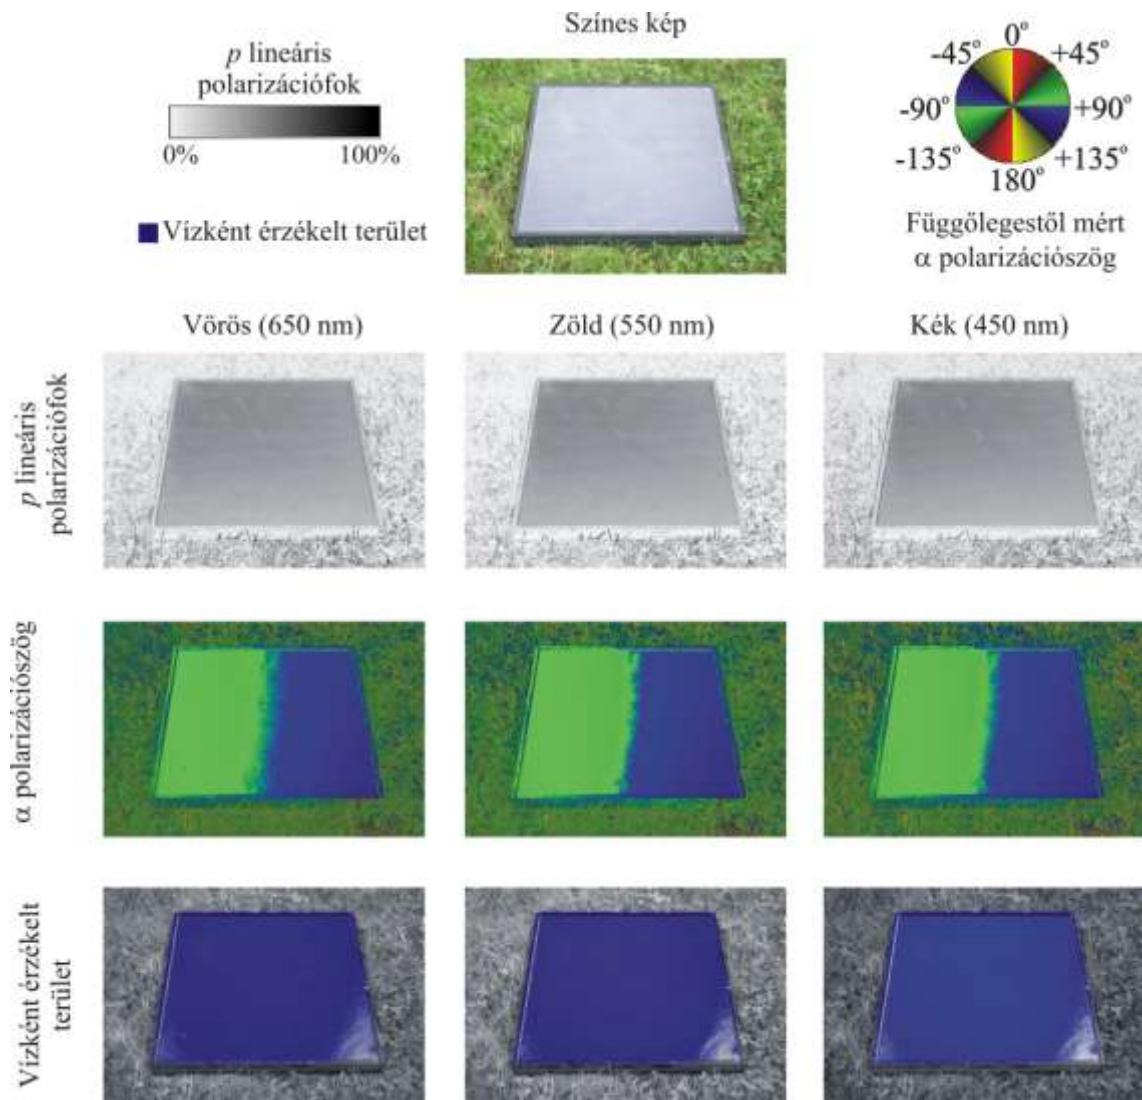 Színes kép
p lineáris
polarizációfok
0% 100%
Vízként érzékelt terület
0°
-45° +45°
-90° +90°
-135° +135°
180°
Függőlegestől mért
α polarizációszög
Vörös (650 nm) Zöld (550 nm) Kék (450 nm)
p lineáris
polarizációfok
α polarizációszög
Vízként érzékelt
terület